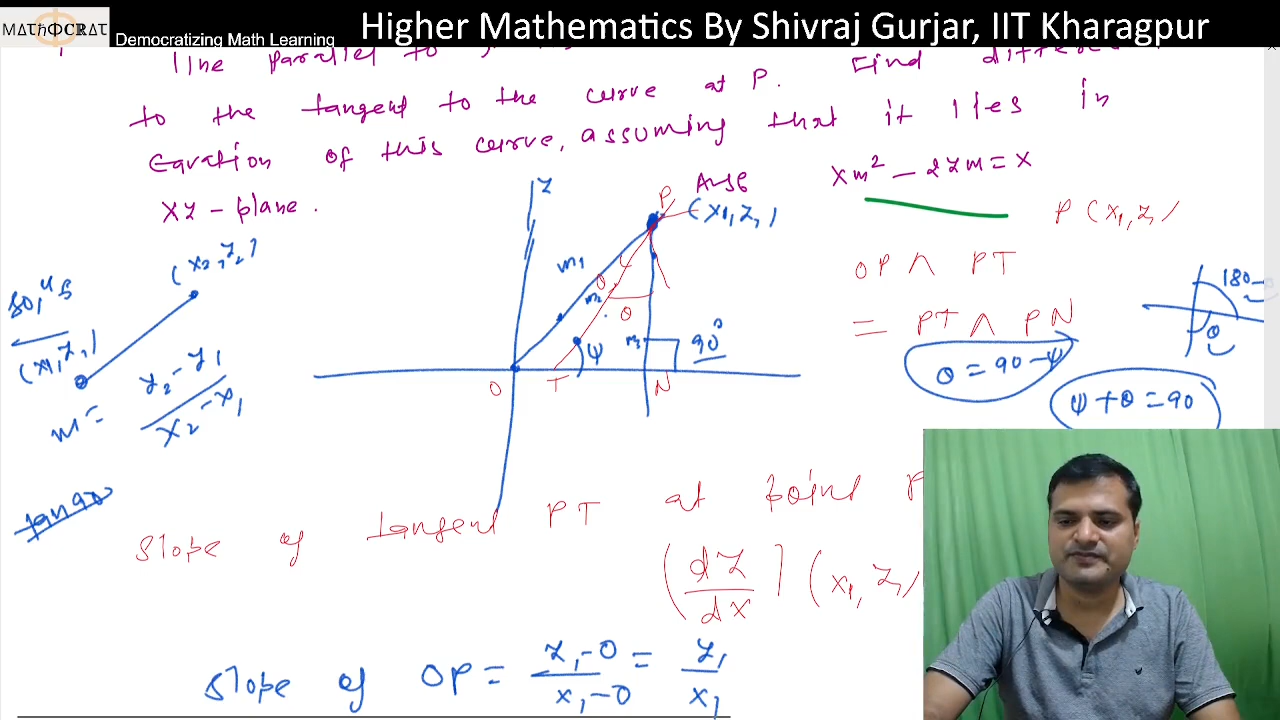 MATHOCRAT
Democratizing Math Learning
Higher Mathematics By Shivraj Gurjar, IIT Kharagpur
line parallel to
to the tangent to the curve at P. Find
Equation of this curve, assuming that it lies in
XZ - plane.
Xm² - 2Zm = X
Ans
Z
P
(X₁, Z₁)
P (X₁, Z₁)
OP ∧ PT
= PT ∧ PN
180-
θ
θ = 90 - ψ
ψ + θ = 90
m₁
θ
m₂
θ
m₃
ψ
90°
O
T
N
(x₂, z₂)
(x₁, z₁)
m = z₂ - z₁ / x₂ - x₁
tan 90
Slope of tangent PT at point P
(dZ/dX) (X₁, Z₁)
Slope of OP = Z₁-0 / X₁-0 = Z₁ / X₁